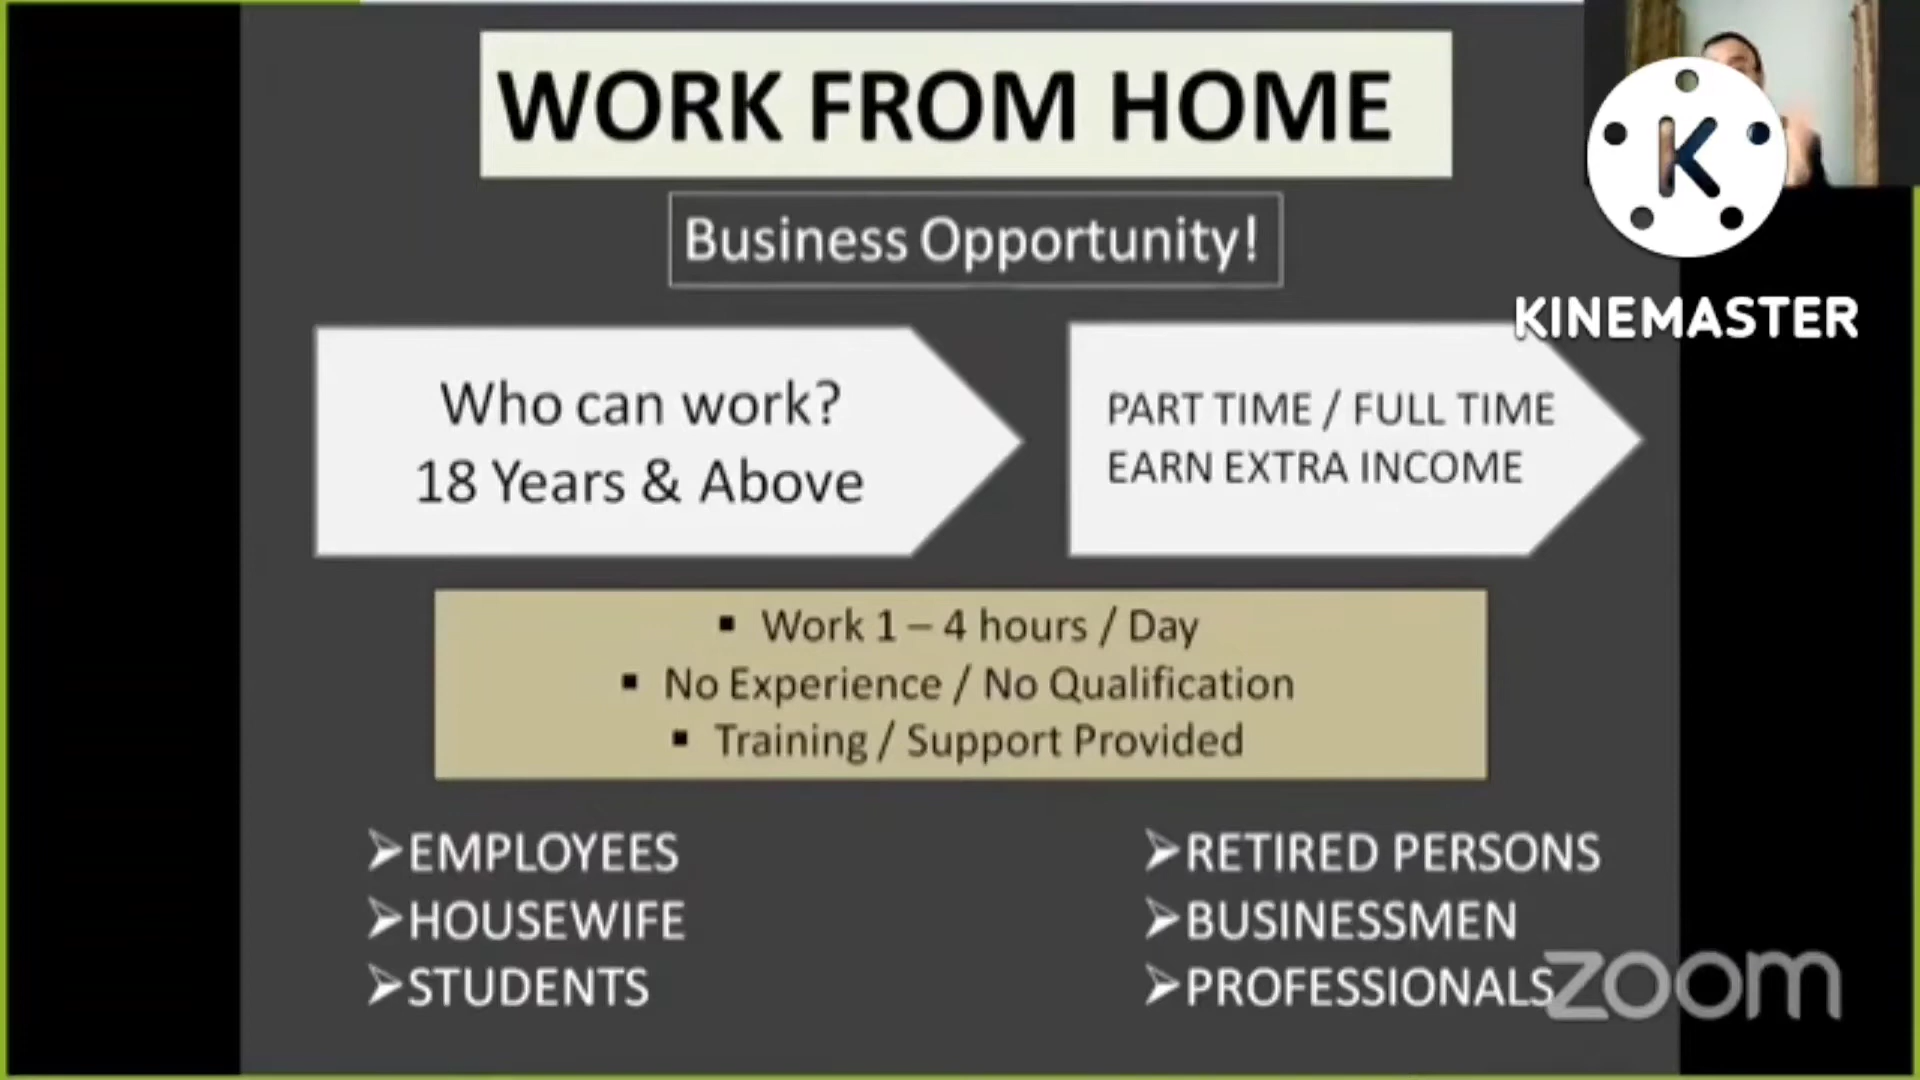 WORK FROM HOME
Business Opportunity!
K
KINEMASTER
Who can work?
18 Years & Above
PART TIME / FULL TIME
EARN EXTRA INCOME
▪ Work 1 – 4 hours / Day
▪ No Experience / No Qualification
▪ Training / Support Provided
➢EMPLOYEES
➢HOUSEWIFE
➢STUDENTS
➢RETIRED PERSONS
➢BUSINESSMEN
➢PROFESSIONALS
zoom